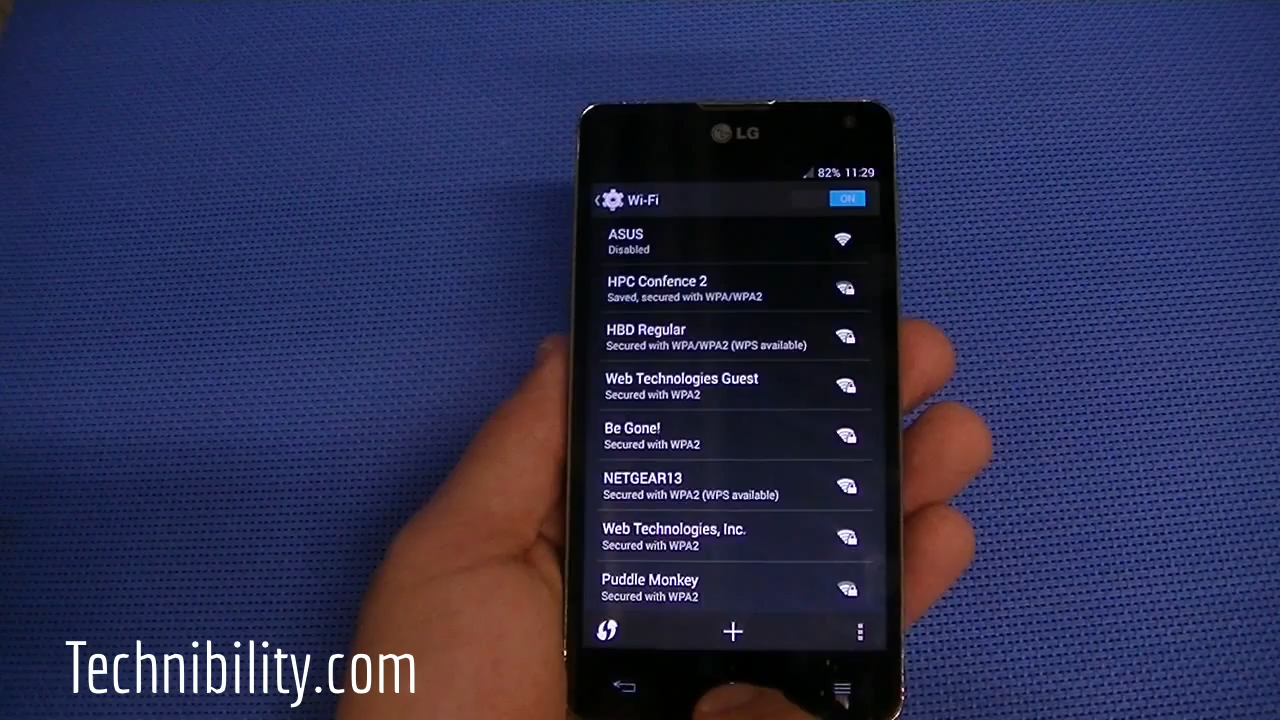 LG
82% 11:29
Wi-Fi
ON
ASUS
Disabled
HPC Confence 2
Saved, secured with WPA/WPA2
HBD Regular
Secured with WPA/WPA2 (WPS available)
Web Technologies Guest
Secured with WPA2
Be Gone!
Secured with WPA2
NETGEAR13
Secured with WPA2 (WPS available)
Web Technologies, Inc.
Secured with WPA2
Puddle Monkey
Secured with WPA2
Technibility.com